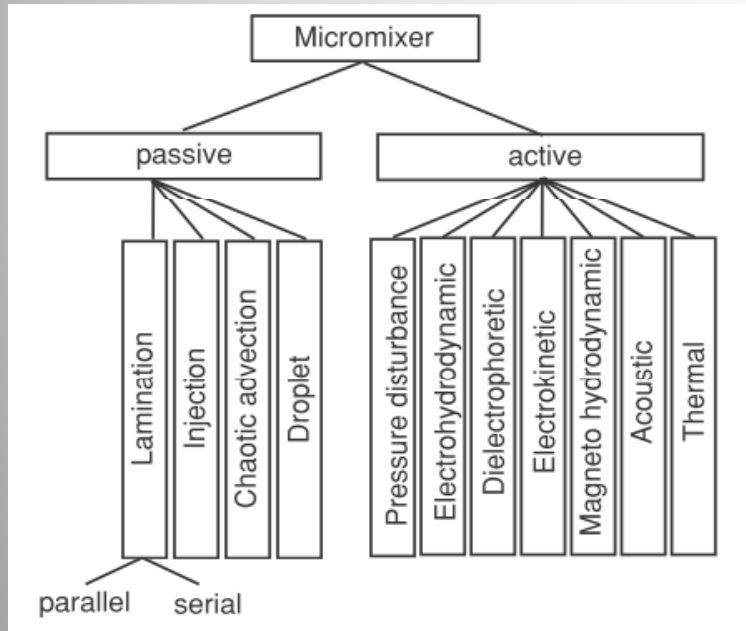 Micromixer
passive
active
Lamination
Injection
Chaotic advection
Droplet
Pressure disturbance
Electrohydrodynamic
Dielectrophoretic
Electrokinetic
Magneto hydrodynamic
Acoustic
Thermal
parallel
serial